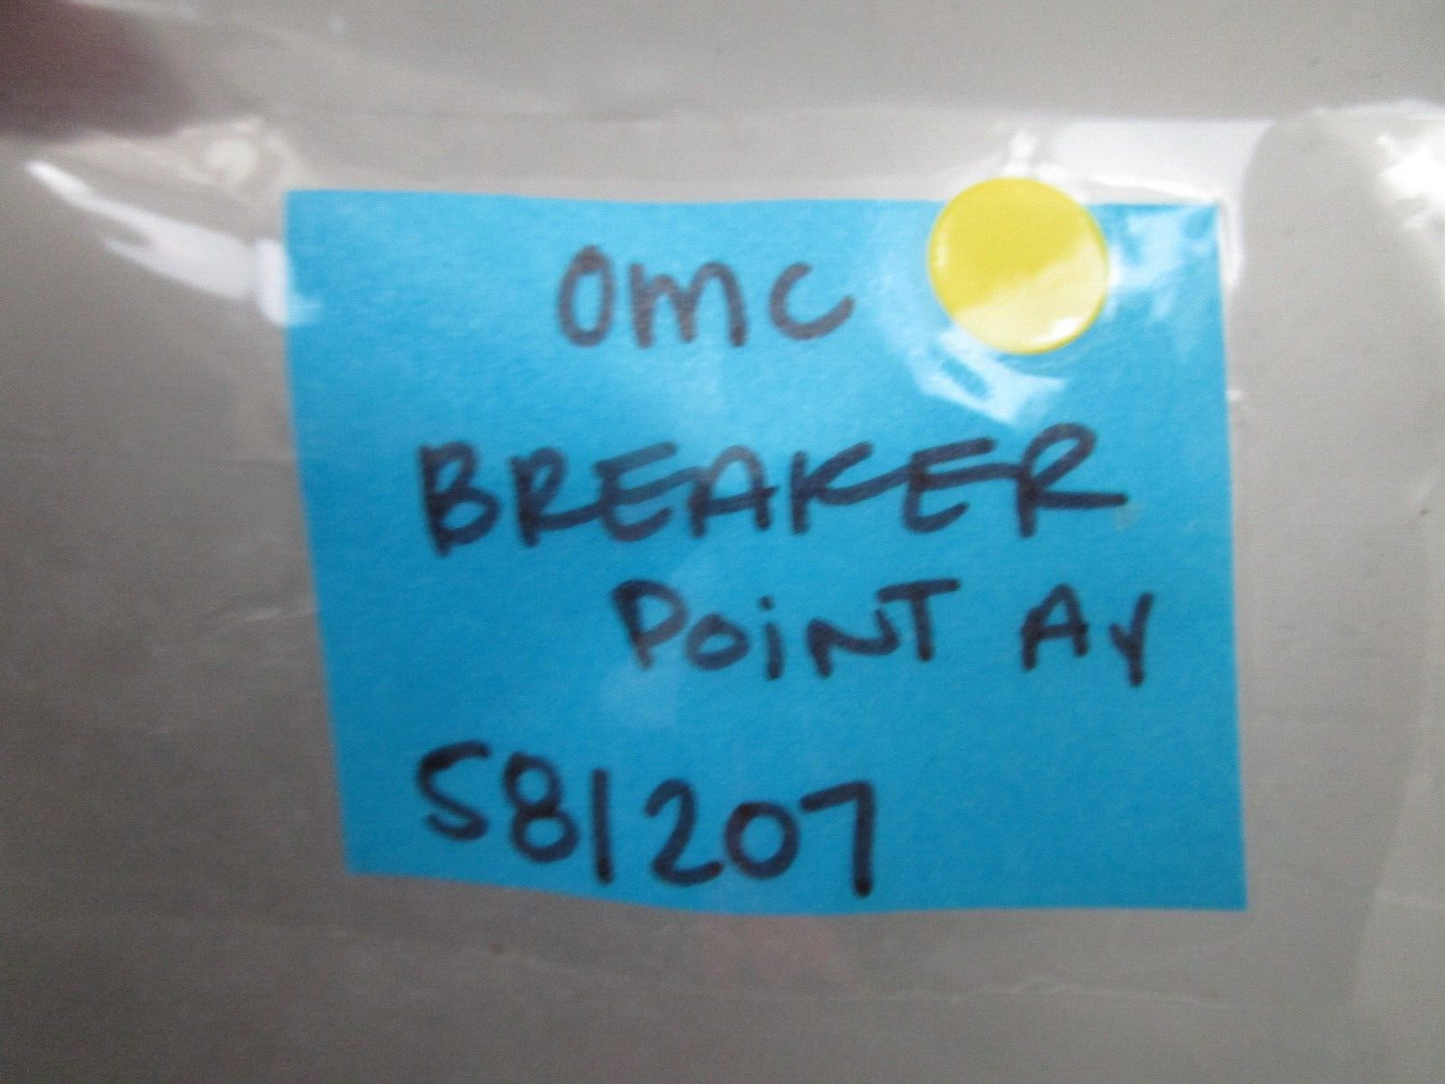 OMC
BREAKER
POINT AY
581207